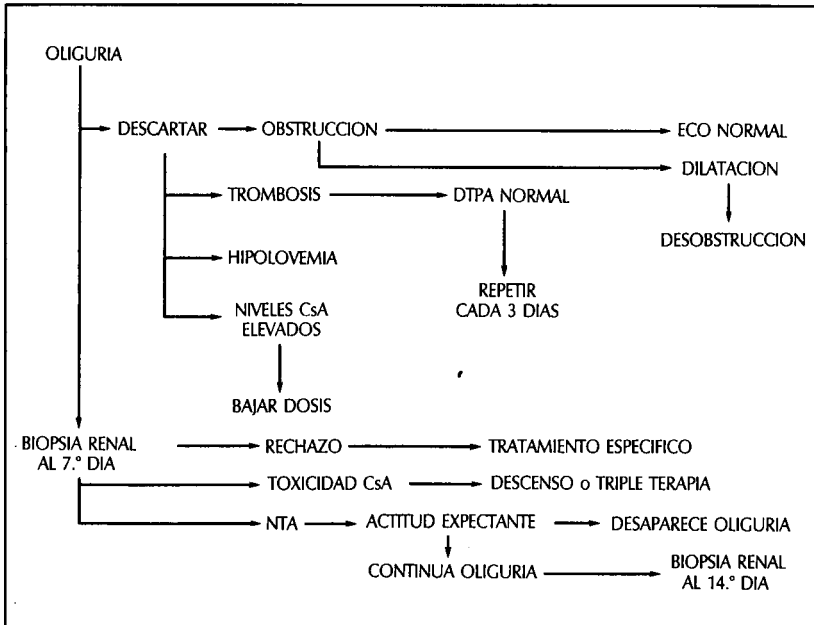 OLIGURIA
DESCARTAR
OBSTRUCCION
ECO NORMAL
DILATACION
DESOBSTRUCCION
TROMBOSIS
DTPA NORMAL
REPETIR
CADA 3 DIAS
HIPOLOVEMIA
NIVELES CsA
ELEVADOS
BAJAR DOSIS
BIOPSIA RENAL
AL 7.° DIA
RECHAZO
TRATAMIENTO ESPECIFICO
TOXICIDAD CsA
DESCENSO o TRIPLE TERAPIA
NTA
ACTITUD EXPECTANTE
DESAPARECE OLIGURIA
CONTINUA OLIGURIA
BIOPSIA RENAL
AL 14.° DIA